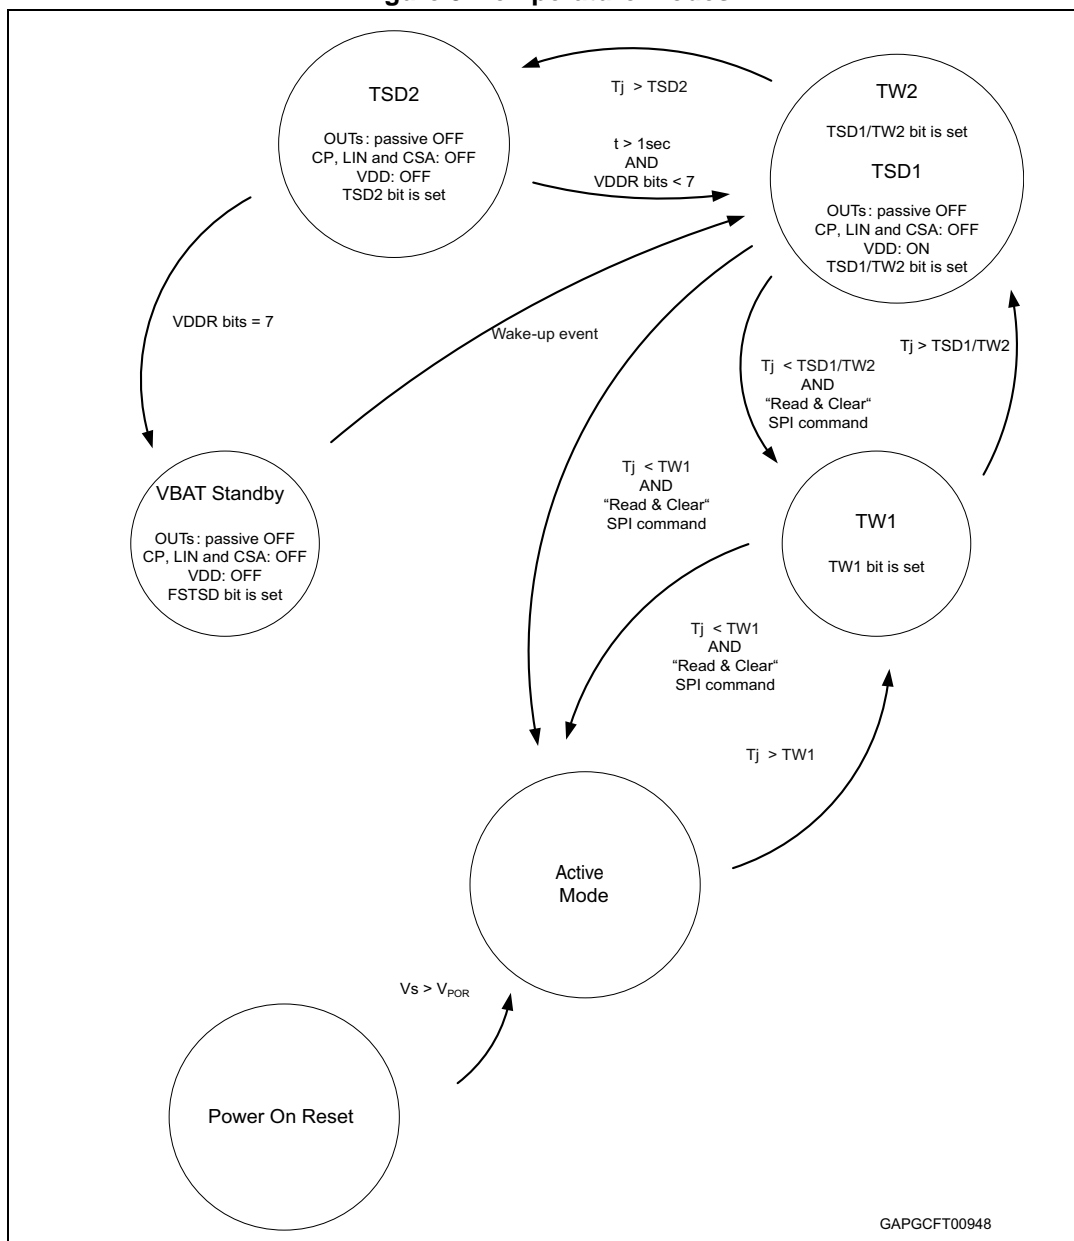 TSD2
OUTs: passive OFF
CP, LIN and CSA: OFF
VDD: OFF
TSD2 bit is set
Tj > TSD2
t > 1sec
AND
VDDR bits < 7
TW2
TSD1/TW2 bit is set
TSD1
OUTs: passive OFF
CP, LIN and CSA: OFF
VDD: ON
TSD1/TW2 bit is set
VDDR bits = 7
Wake-up event
Tj < TSD1/TW2
AND
“Read & Clear“
SPI command
Tj > TSD1/TW2
VBAT Standby
OUTs: passive OFF
CP, LIN and CSA: OFF
VDD: OFF
FSTSD bit is set
Tj < TW1
AND
“Read & Clear“
SPI command
TW1
TW1 bit is set
Tj < TW1
AND
“Read & Clear“
SPI command
Tj > TW1
Active
Mode
Vs > VPOR
Power On Reset
GAPGCFT00948